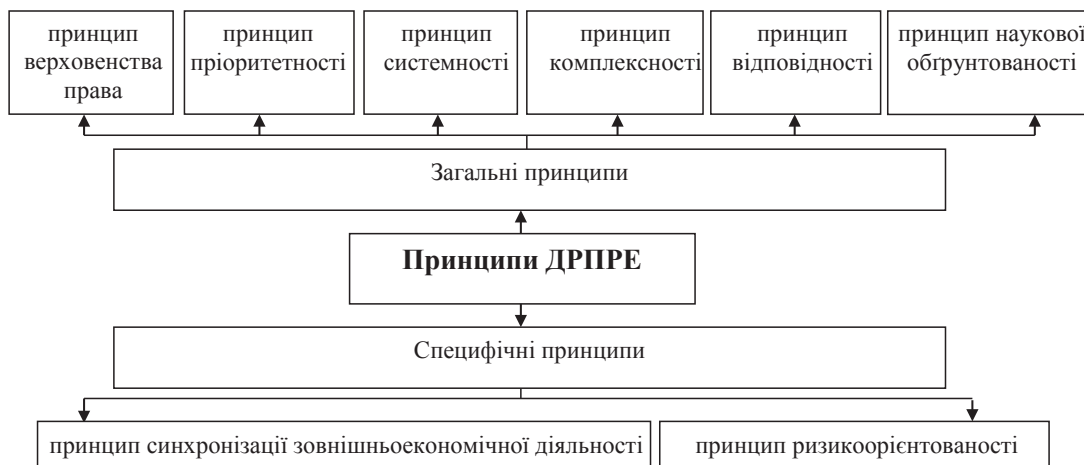 принцип
верховенства
права
принцип
пріоритетності
принцип
системності
принцип
комплексності
принцип
відповідності
принцип наукової
обґрунтованості
Загальні принципи
Принципи ДРПРЕ
Специфічні принципи
принцип синхронізації зовнішньоекономічної діяльності
принцип ризикоорієнтованості